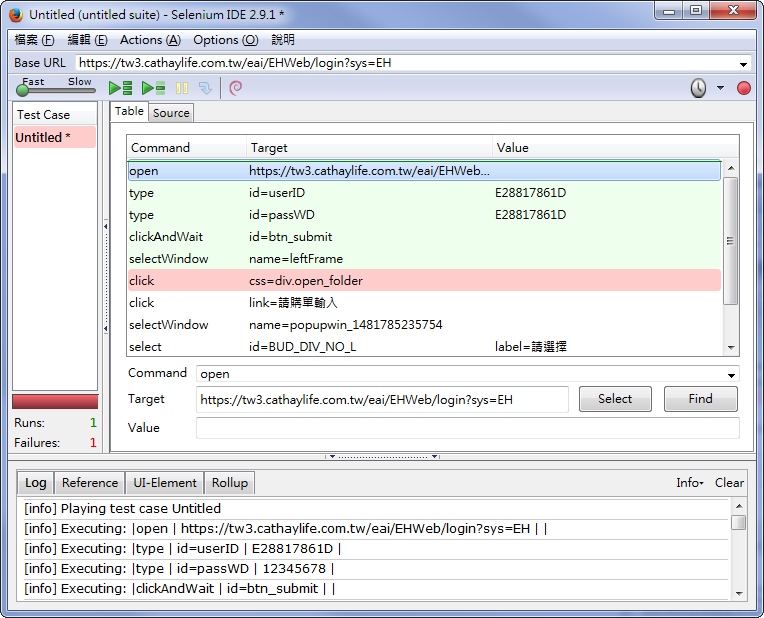 Untitled (untitled suite) - Selenium IDE 2.9.1 *
檔案 (F) 編輯 (E) Actions (A) Options (O) 說明
Base URL https://tw3.cathaylife.com.tw/eai/EHWeb/login?sys=EH
Fast Slow
Test Case
Untitled *
Table Source
Command Target Value
open https://tw3.cathaylife.com.tw/eai/EHWeb...
type id=userID E28817861D
type id=passWD E28817861D
clickAndWait id=btn_submit
selectWindow name=leftFrame
click css=div.open_folder
click link=請購單輸入
selectWindow name=popupwin_1481785235754
select id=BUD_DIV_NO_L label=請選擇
Command open
Target https://tw3.cathaylife.com.tw/eai/EHWeb/login?sys=EH Select Find
Value
Runs: 1
Failures: 1
Log Reference UI-Element Rollup Info Clear
[info] Playing test case Untitled
[info] Executing: |open | https://tw3.cathaylife.com.tw/eai/EHWeb/login?sys=EH | |
[info] Executing: |type | id=userID | E28817861D |
[info] Executing: |type | id=passWD | 12345678 |
[info] Executing: |clickAndWait | id=btn_submit | |